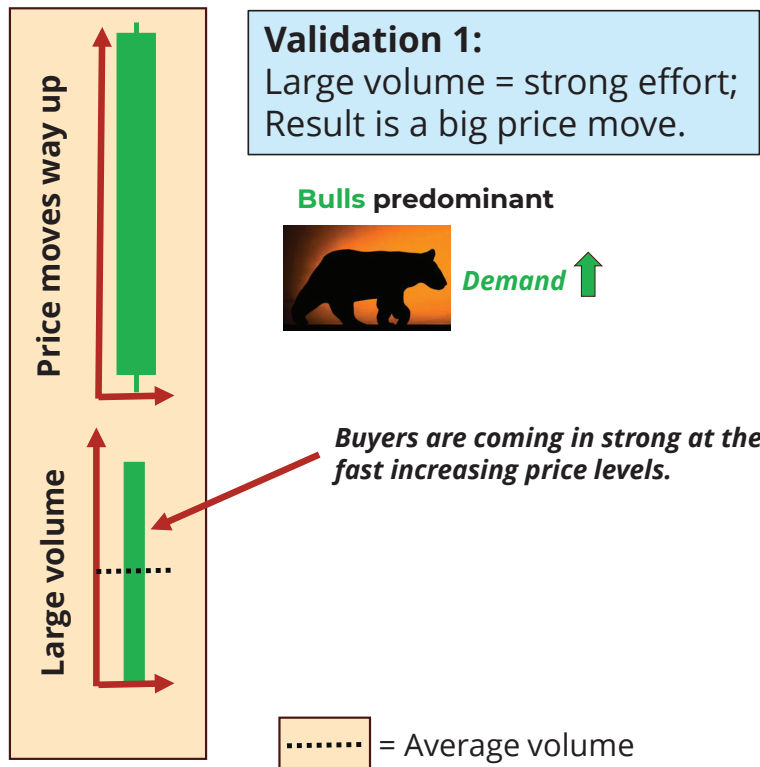 Validation 1:
Large volume = strong effort;
Result is a big price move.
Price moves way up
Bulls predominant
Demand
Buyers are coming in strong at the
fast increasing price levels.
Large volume
= Average volume